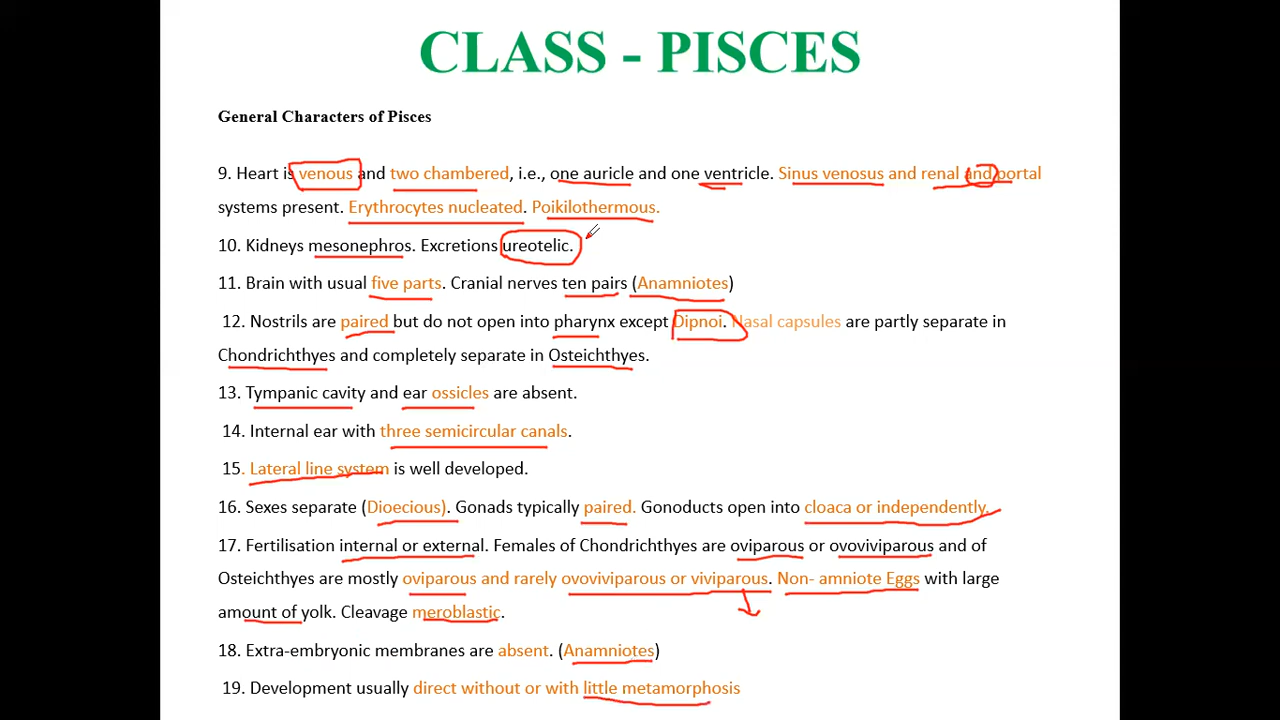 CLASS - PISCES
General Characters of Pisces
9. Heart is venous and two chambered, i.e., one auricle and one ventricle. Sinus venosus and renal and portal
systems present. Erythrocytes nucleated. Poikilothermous.
10. Kidneys mesonephros. Excretions ureotelic.
11. Brain with usual five parts. Cranial nerves ten pairs (Anamniotes)
12. Nostrils are paired but do not open into pharynx except Dipnoi. Nasal capsules are partly separate in
Chondrichthyes and completely separate in Osteichthyes.
13. Tympanic cavity and ear ossicles are absent.
14. Internal ear with three semicircular canals.
15. Lateral line system is well developed.
16. Sexes separate (Dioecious). Gonads typically paired. Gonoducts open into cloaca or independently.
17. Fertilisation internal or external. Females of Chondrichthyes are oviparous or ovoviviparous and of
Osteichthyes are mostly oviparous and rarely ovoviviparous or viviparous. Non- amniote Eggs with large
amount of yolk. Cleavage meroblastic.
18. Extra-embryonic membranes are absent. (Anamniotes)
19. Development usually direct without or with little metamorphosis